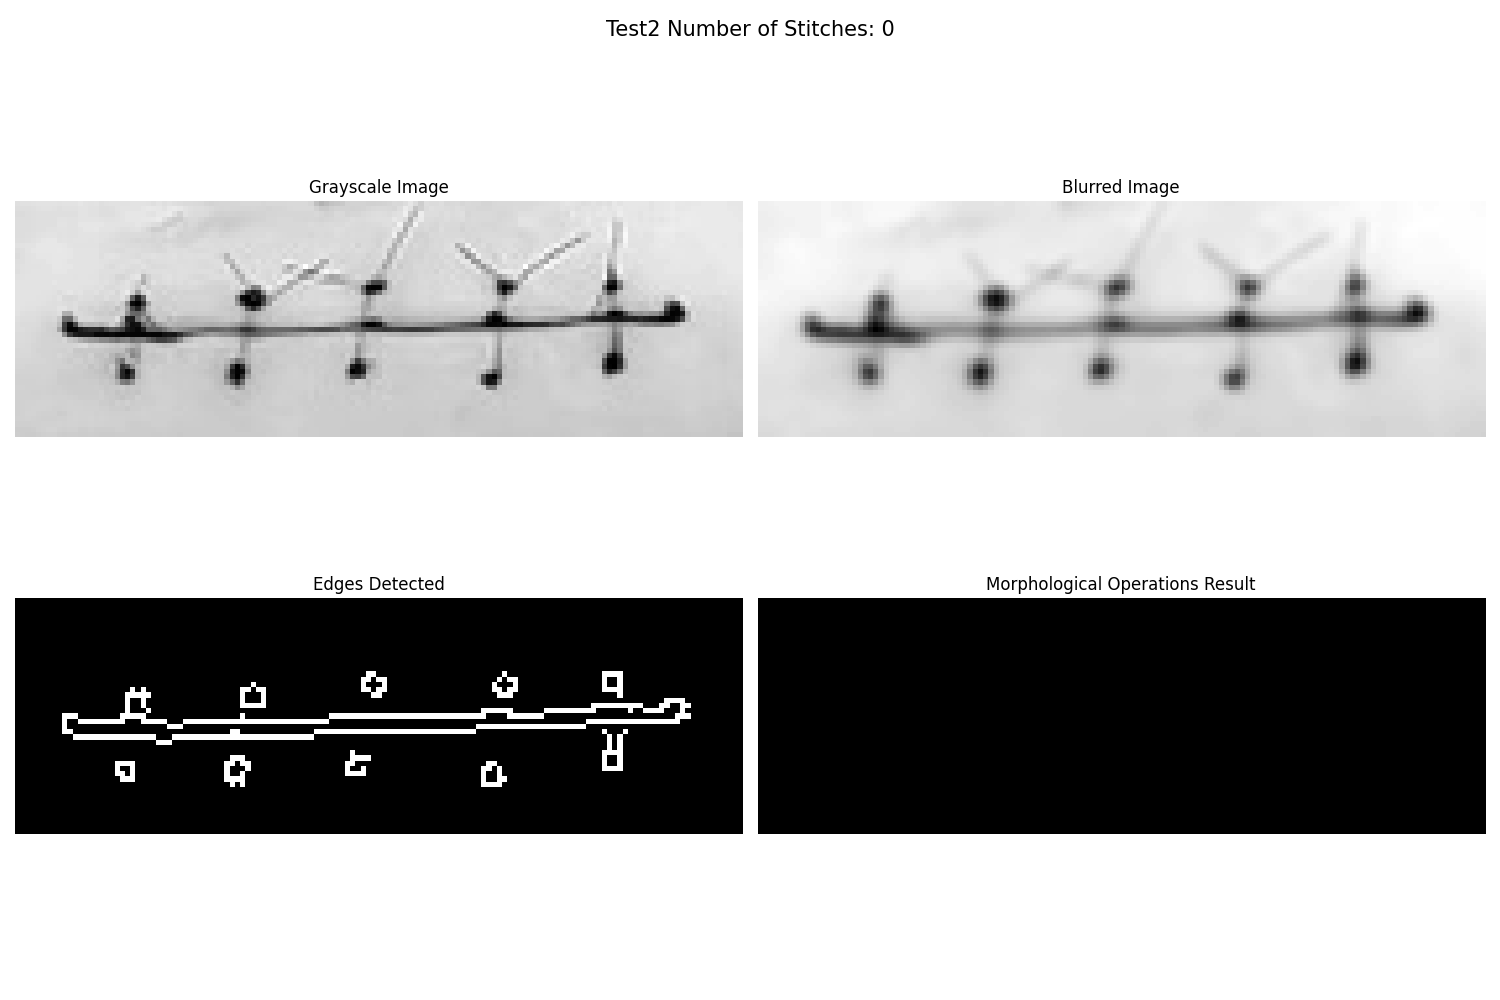 Test2 Number of Stitches: 0
Grayscale Image
Blurred Image
Edges Detected
Morphological Operations Result